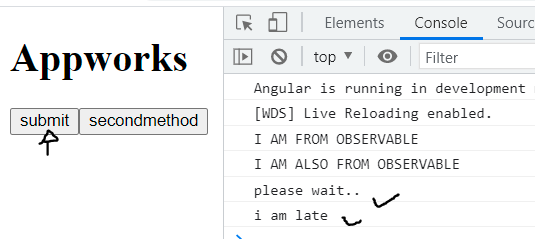 Appworks
submit secondmethod
Elements Console Sourc
top Filter
Angular is running in development
[WDS] Live Reloading enabled.
I AM FROM OBSERVABLE
I AM ALSO FROM OBSERVABLE
please wait..
i am late